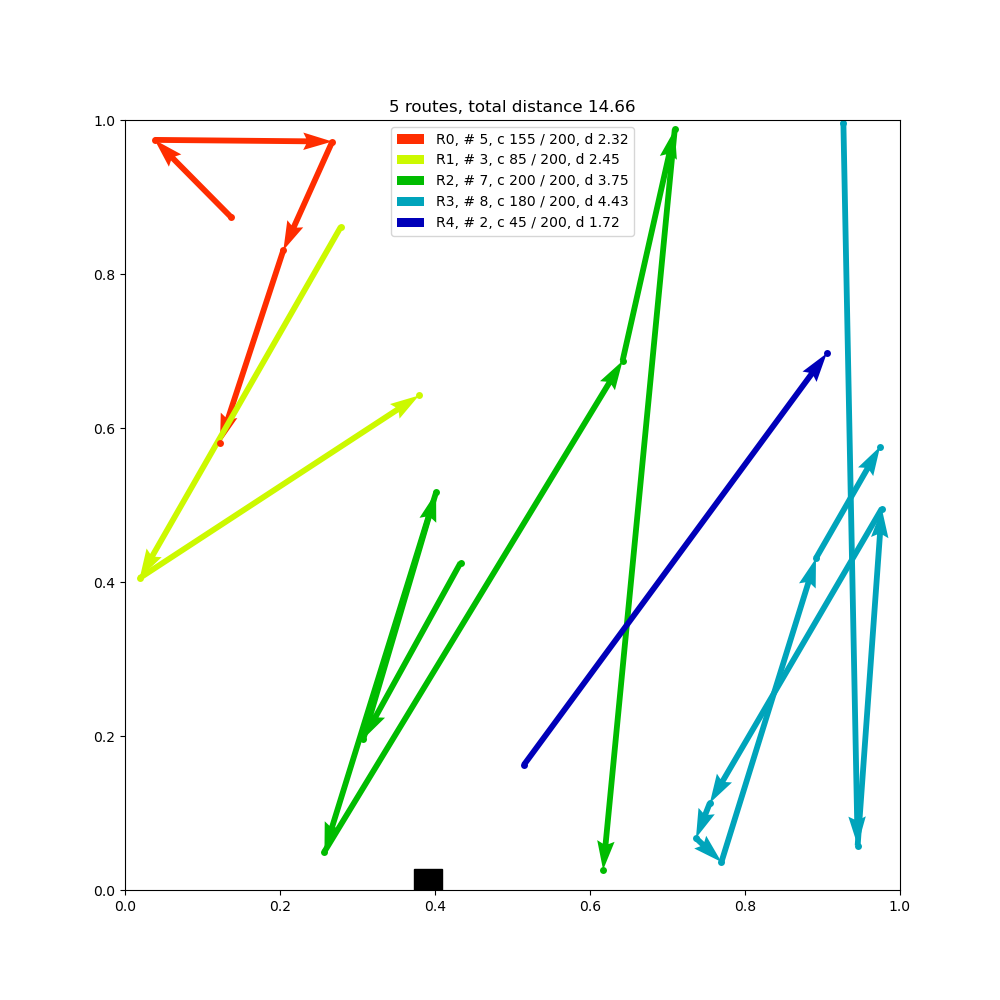 5 routes, total distance 14.66
R0, # 5, c 155 / 200, d 2.32
R1, # 3, c 85 / 200, d 2.45
R2, # 7, c 200 / 200, d 3.75
R3, # 8, c 180 / 200, d 4.43
R4, # 2, c 45 / 200, d 1.72
1.0
0.8
0.6
0.4
0.2
0.0
0.0 0.2 0.4 0.6 0.8 1.0